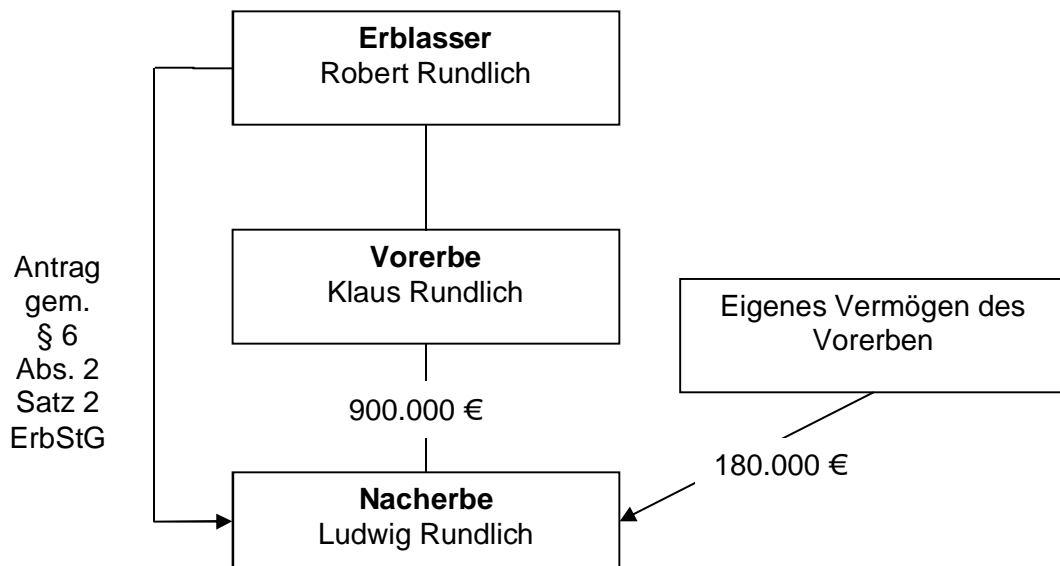 Erblasser
Robert Rundlich
Vorerbe
Klaus Rundlich
Antrag
gem.
§ 6
Abs. 2
Satz 2
ErbStG
Eigenes Vermögen des
Vorerben
900.000 €
180.000 €
Nacherbe
Ludwig Rundlich